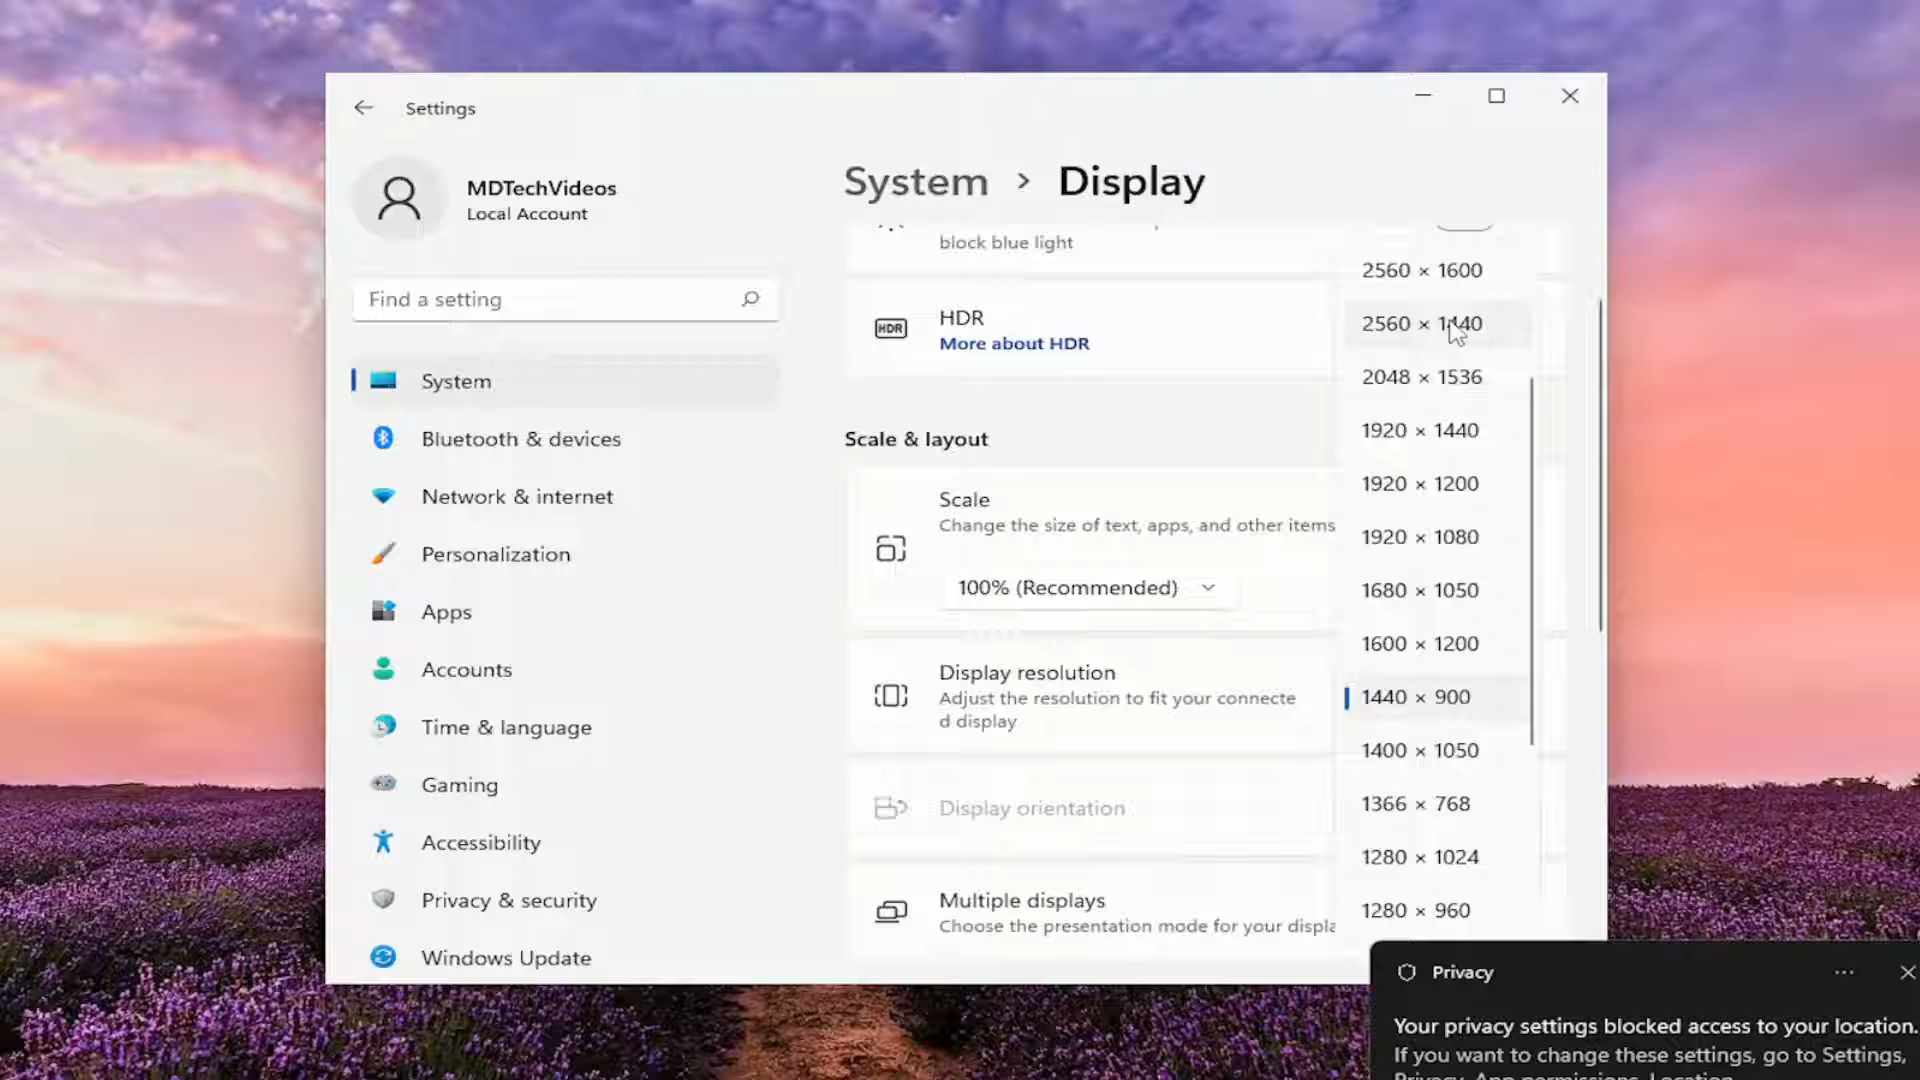 Settings
MDTechVideos
Local Account
Find a setting
System
Bluetooth & devices
Network & internet
Personalization
Apps
Accounts
Time & language
Gaming
Accessibility
Privacy & security
Windows Update
System > Display
block blue light
HDR
HDR
More about HDR
Scale & layout
Scale
Change the size of text, apps, and other items
100% (Recommended)
Display resolution
Adjust the resolution to fit your connecte
d display
Display orientation
Multiple displays
Choose the presentation mode for your displa
2560 × 1600
2560 × 1440
2048 × 1536
1920 × 1440
1920 × 1200
1920 × 1080
1680 × 1050
1600 × 1200
1440 × 900
1400 × 1050
1366 × 768
1280 × 1024
1280 × 960
Privacy
Your privacy settings blocked access to your location.
If you want to change these settings, go to Settings,
Privacy, App permissions, Location